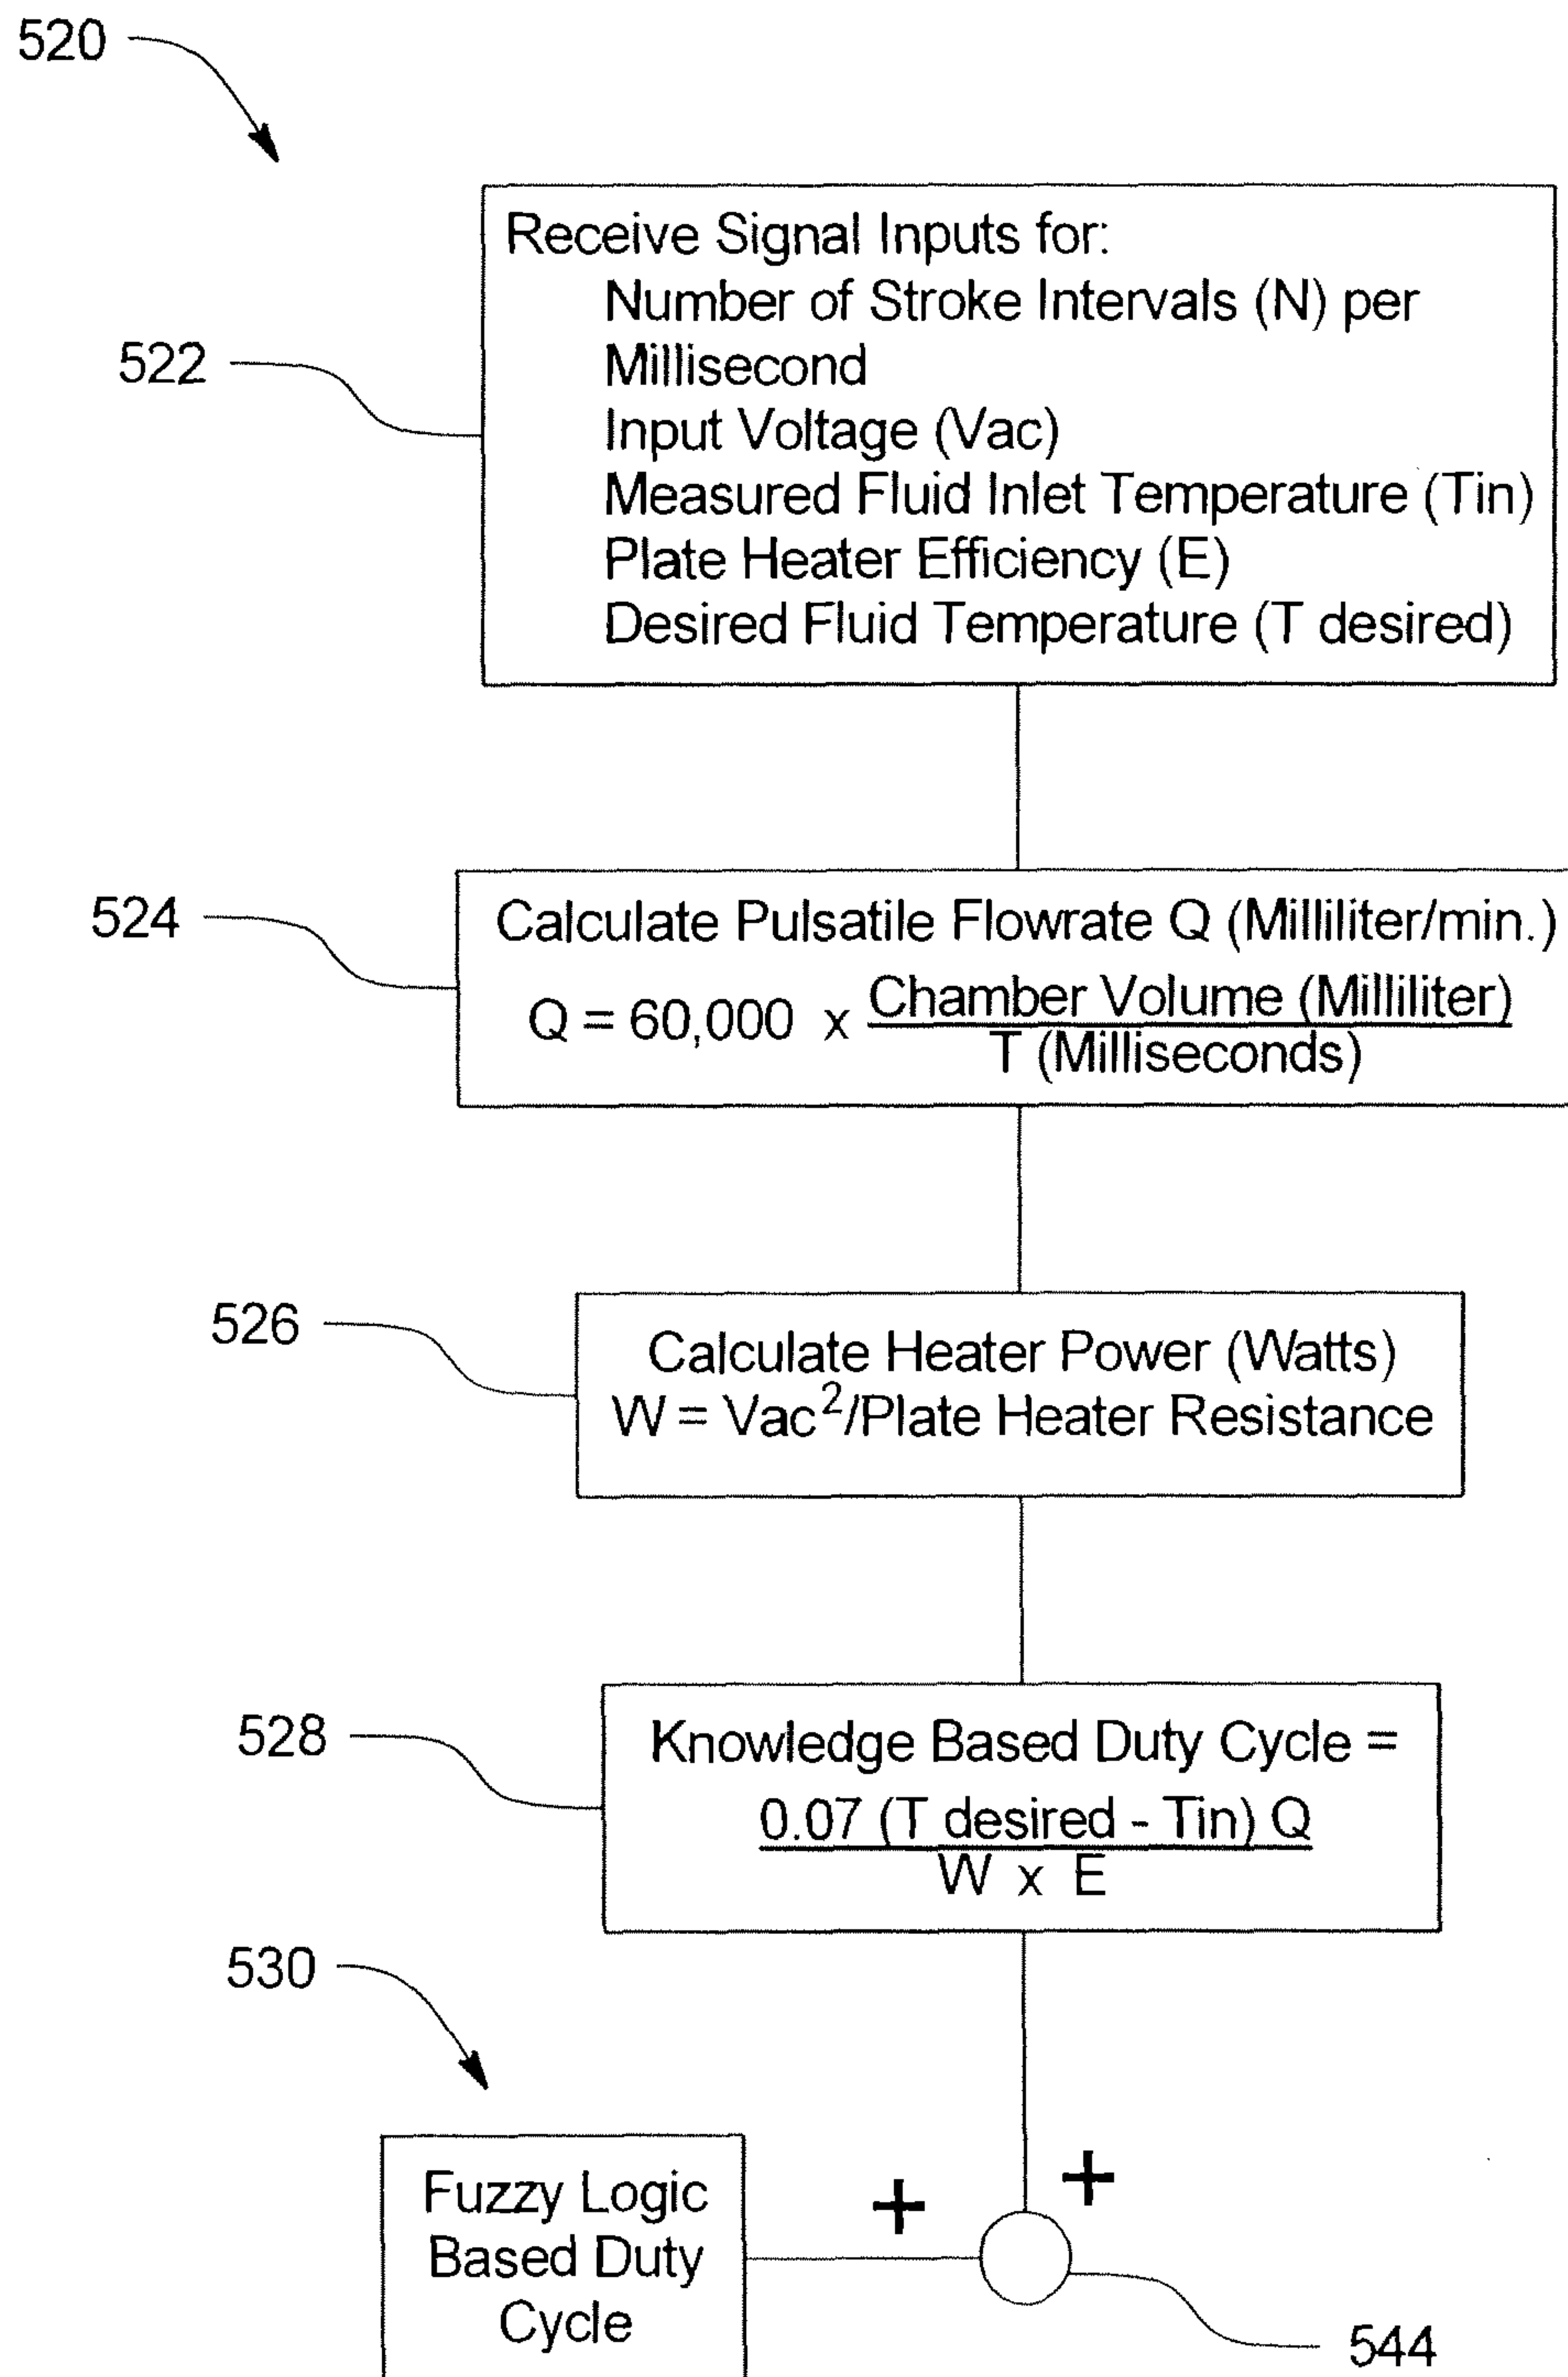 520
Receive Signal Inputs for:
Number of Stroke Intervals (N) per
Millisecond
Input Voltage (Vac)
522
Measured Fluid Inlet Temperature (Tin)
Plate Heater Efficiency (E)
Desired Fluid Temperature (T desired)
524
Calculate Pulsatile Flowrate Q (Milliliter/min.)
Q = 60,000 x Chamber Volume (Milliliter)
T (Milliseconds)
526
Calculate Heater Power (Watts)
W = Vac²/Plate Heater Resistance
528
Knowledge Based Duty Cycle =
0.07 (T desired - Tin) Q
W x E
530
Fuzzy Logic
Based Duty
Cycle
+
+
544